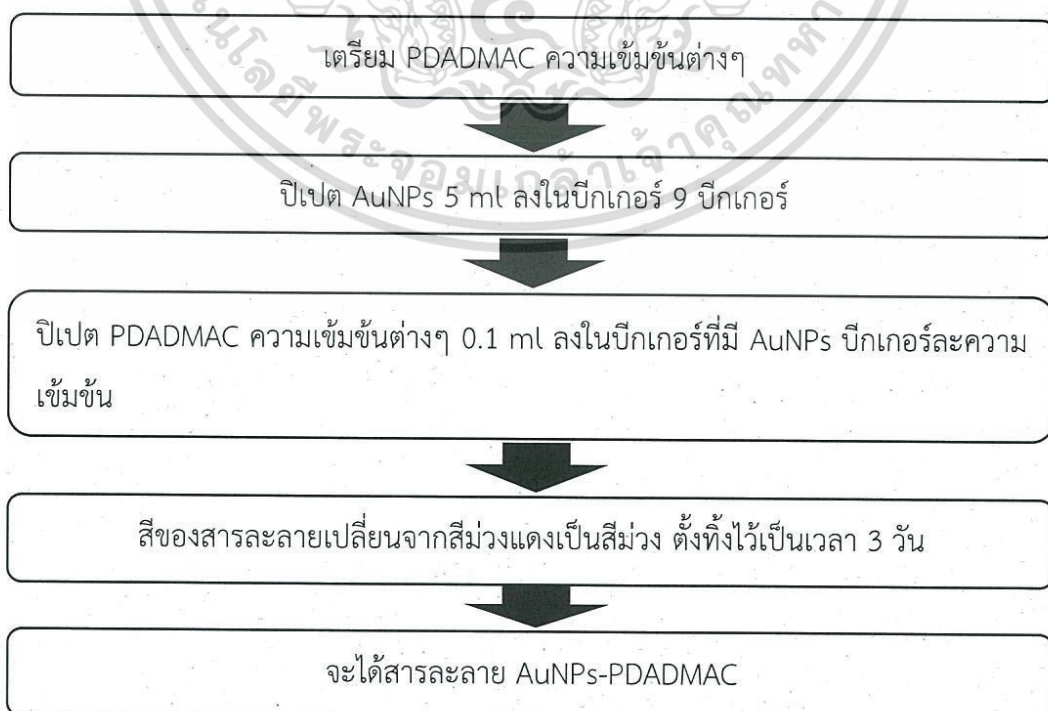 เตรียม PDADMAC ความเข้มข้นต่างๆ
ปิเปต AuNPs 5 ml ลงในบีกเกอร์ 9 บีกเกอร์
ปิเปต PDADMAC ความเข้มข้นต่างๆ 0.1 ml ลงในบีกเกอร์ที่มี AuNPs บีกเกอร์ละความ
เข้มข้น
สีของสารละลายเปลี่ยนจากสีม่วงแดงเป็นสีม่วง ตั้งทิ้งไว้เป็นเวลา 3 วัน
จะได้สารละลาย AuNPs-PDADMAC